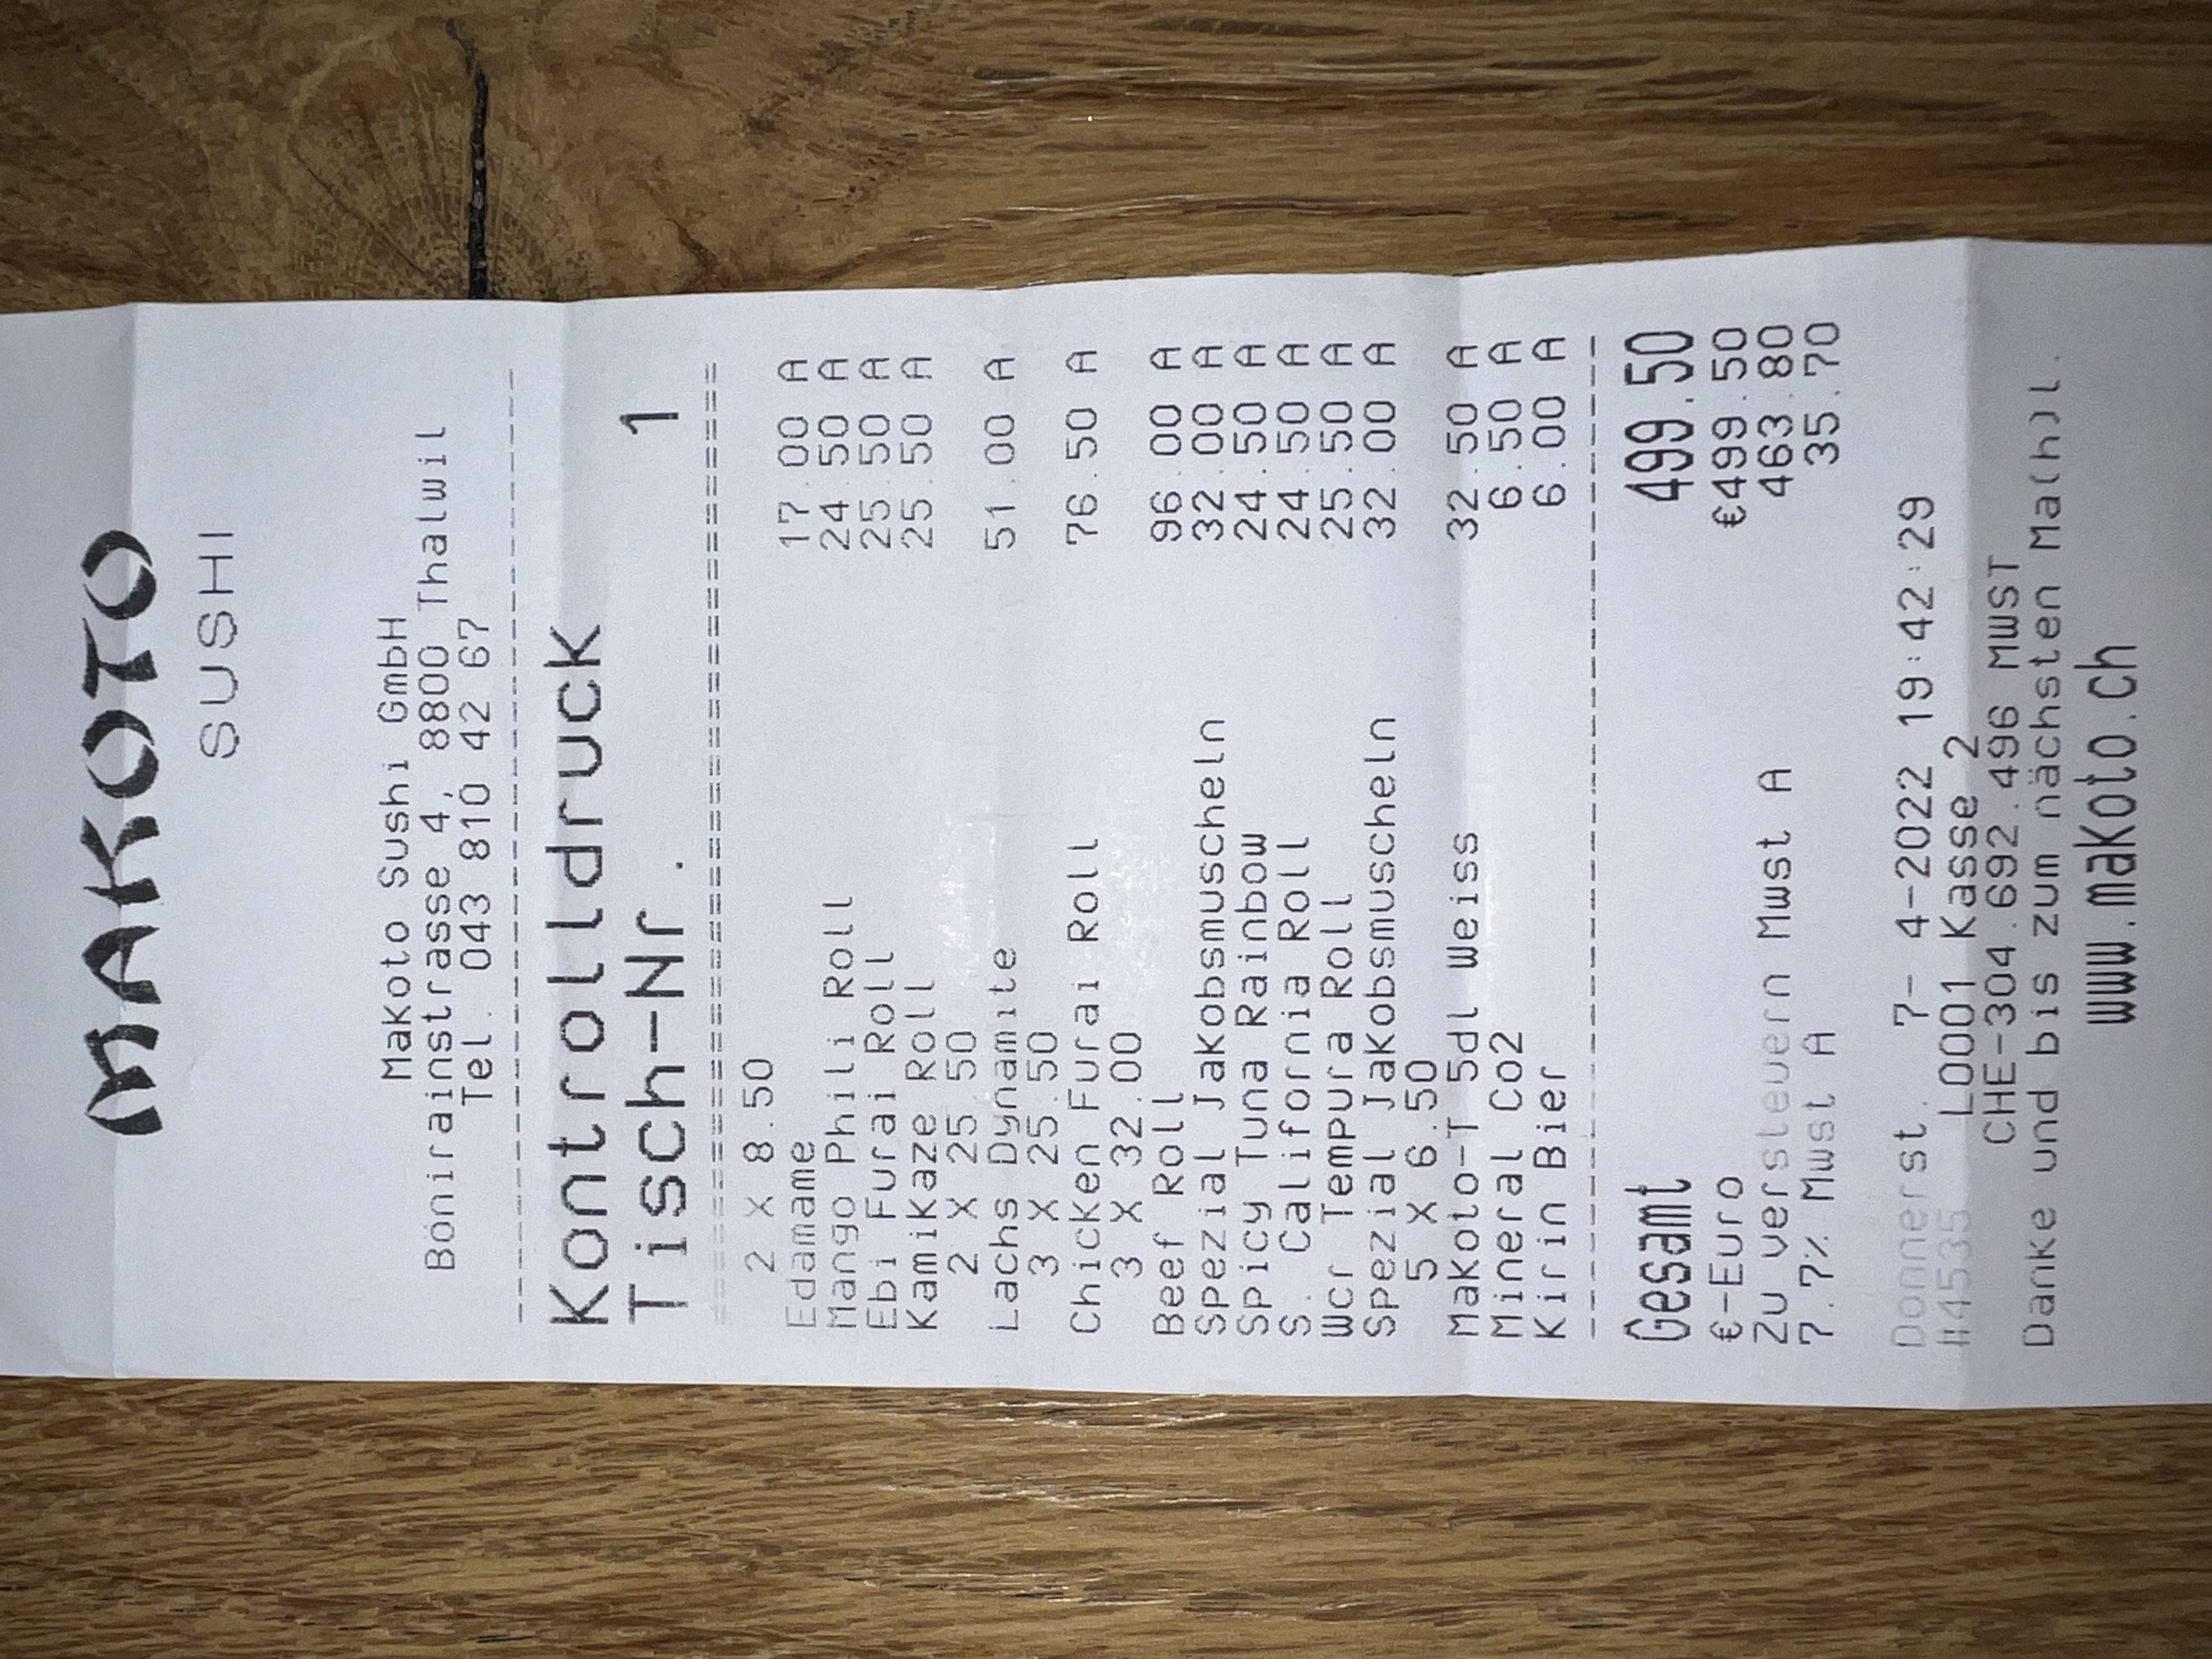 MAKOTO
SUSHI
Makoto Sushi GmbH
Bönirainstrasse 4, 8800 Thalwil
Tel. 043 810 42 67
Kontrolldruck
Tisch-Nr. 1
2 X 8.50
Edamame 17.00 A
Mango Phili Roll 24.50 A
Ebi Furai Roll 25.50 A
Kamikaze Roll 25.50 A
2 X 25.50
Lachs Dynamite 51.00 A
3 X 25.50
Chicken Furai Roll 76.50 A
3 X 32.00
Beef Roll 96.00 A
Spezial Jakobsmuscheln 32.00 A
Spicy Tuna Rainbow 24.50 A
S. California Roll 24.50 A
Wcr Tempura Roll 25.50 A
Spezial Jakobsmuscheln 32.00 A
5 X 6.50
Makoto-T 5dl Weiss 32.50 A
Mineral Co2 6.50 A
Kirin Bier 6.00 A
Gesamt 499.50
€-Euro €499.50
Zu versteuern Mwst A 463.80
7.7% Mwst A 35.70
Donnerst. 7- 4-2022 19:42:29
#4535 L0001 Kasse 2
CHE-304.692.496 MWST
Danke und bis zum nächsten Ma(h)l.
www.makoto.ch